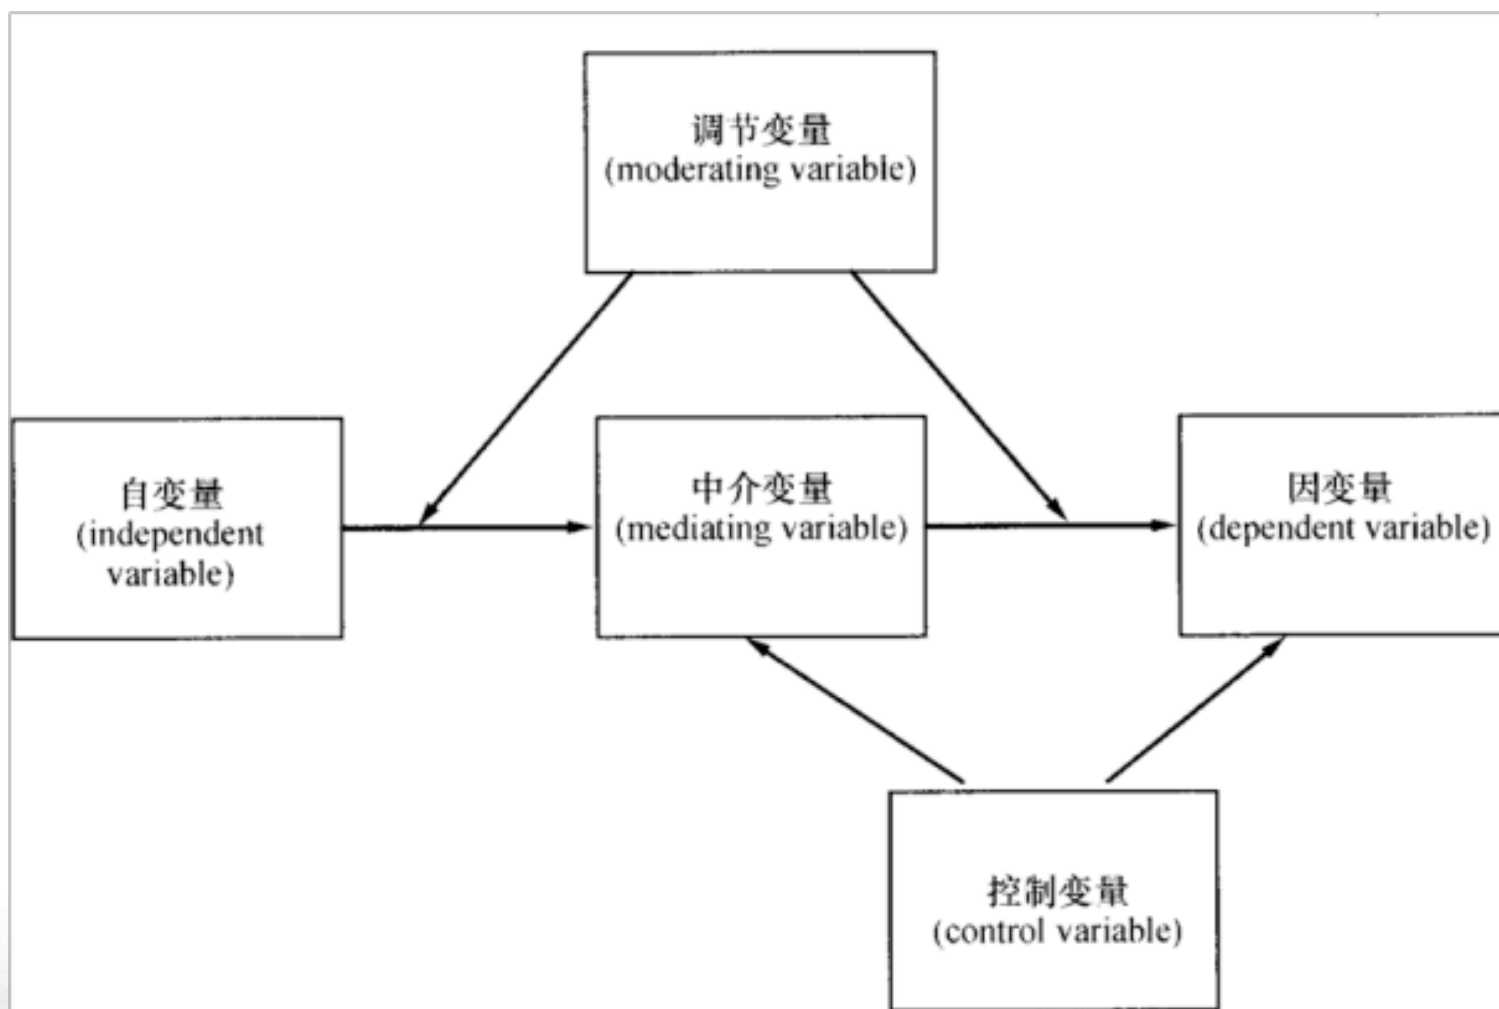 调节变量
(moderating variable)
自变量
(independent
variable)
中介变量
(mediating variable)
因变量
(dependent variable)
控制变量
(control variable)